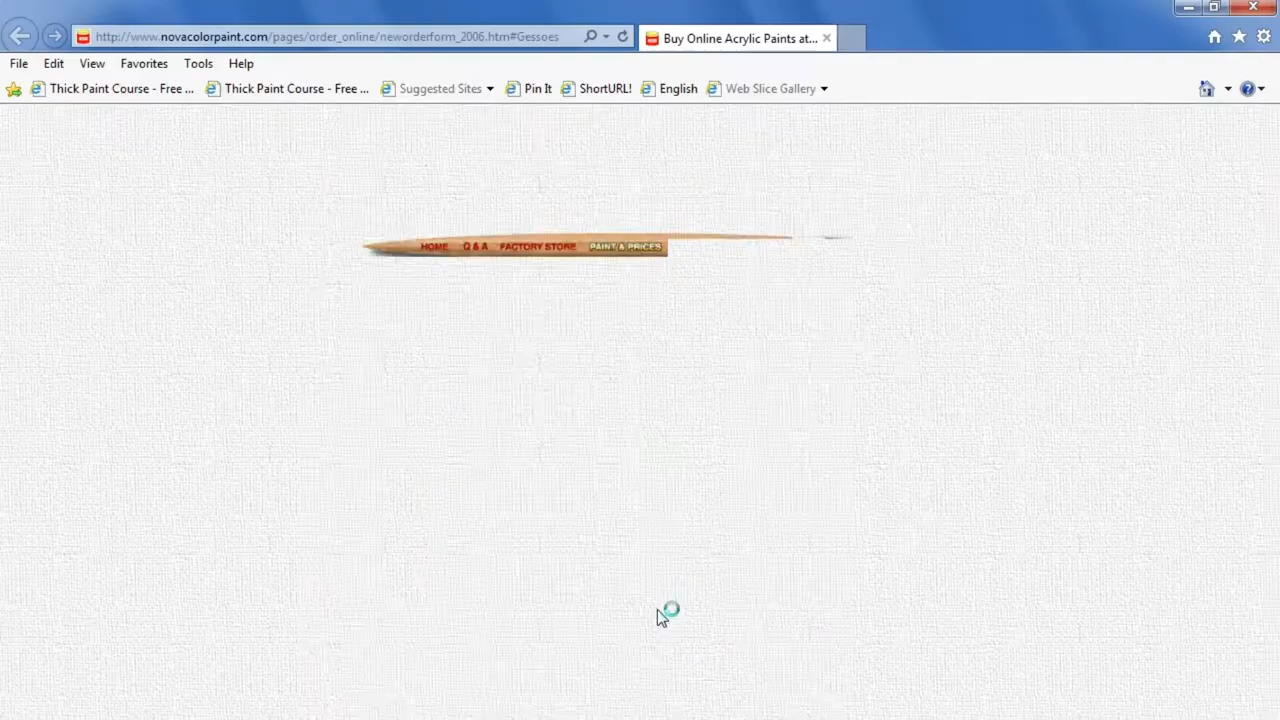 http://www.novacolorpaint.com/pages/order_online/neworderform_2006.htm#Gessoes
Buy Online Acrylic Paints at...
File Edit View Favorites Tools Help
Thick Paint Course - Free ... Thick Paint Course - Free ... Suggested Sites Pin It ShortURL! English Web Slice Gallery
HOME Q & A FACTORY STORE PAINT & PRICES